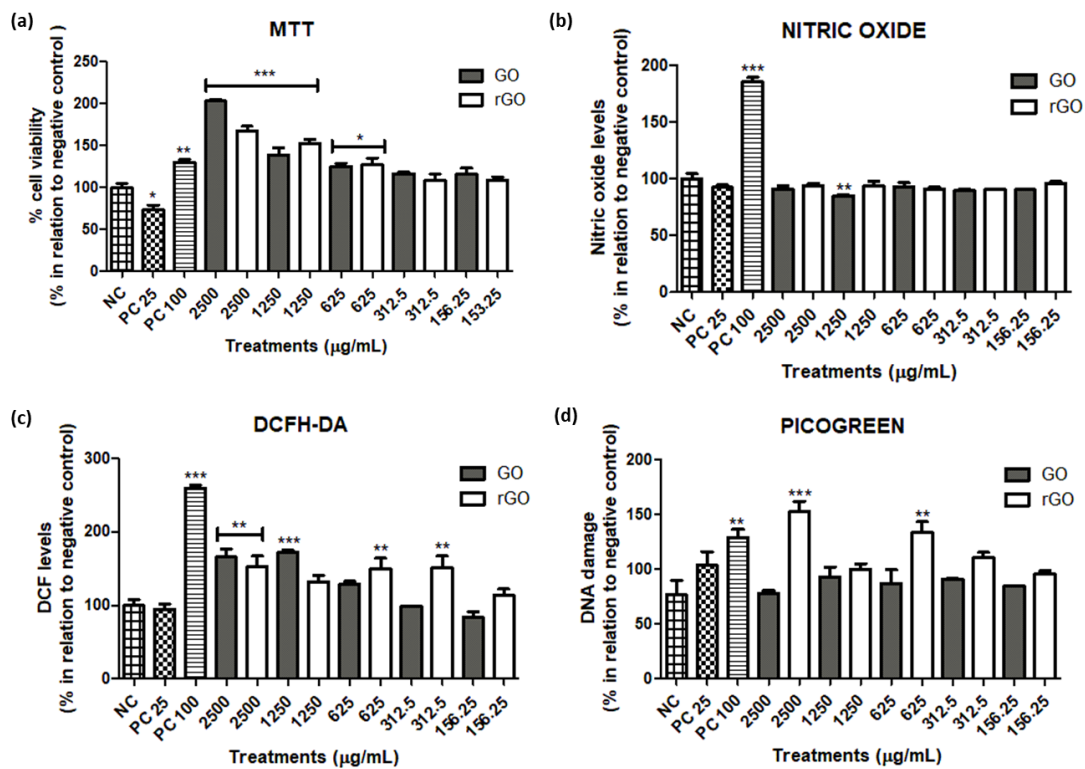 (a)
MTT
% cell viability
(% in relation to negative control)
250
200
150
100
50
0
***
**
*
*
GO
rGO
NC
PC 25
PC 100
2500
2500
1250
1250
625
625
312.5
312.5
156.25
153.25
Treatments (µg/mL)
(b)
NITRIC OXIDE
Nitric oxide levels
(% in relation to negative control)
200
150
100
50
0
***
**
GO
rGO
NC
PC 25
PC 100
2500
2500
1250
1250
625
625
312.5
312.5
156.25
156.25
Treatments (µg/mL)
(c)
DCFH-DA
DCF levels
(% in relation to negative control)
300
200
100
0
***
**
***
**
**
GO
rGO
NC
PC 25
PC 100
2500
2500
1250
1250
625
625
312.5
312.5
156.25
156.25
Treatments (µg/mL)
(d)
PICOGREEN
DNA damage
(% in relation to negative control)
200
150
100
50
0
**
***
**
GO
rGO
NC
PC 25
PC 100
2500
2500
1250
1250
625
625
312.5
312.5
156.25
156.25
Treatments (µg/mL)